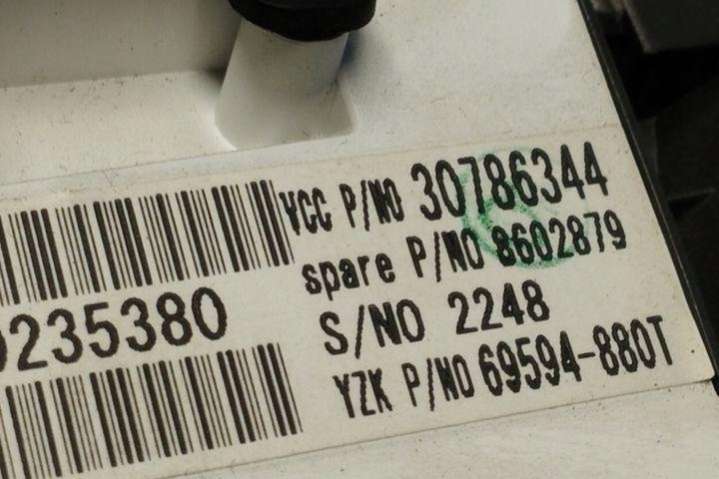 VCC P/NO 30786344
spare P/NO 8602879
235380
S/NO 2248
YZK P/NO 69594-880T